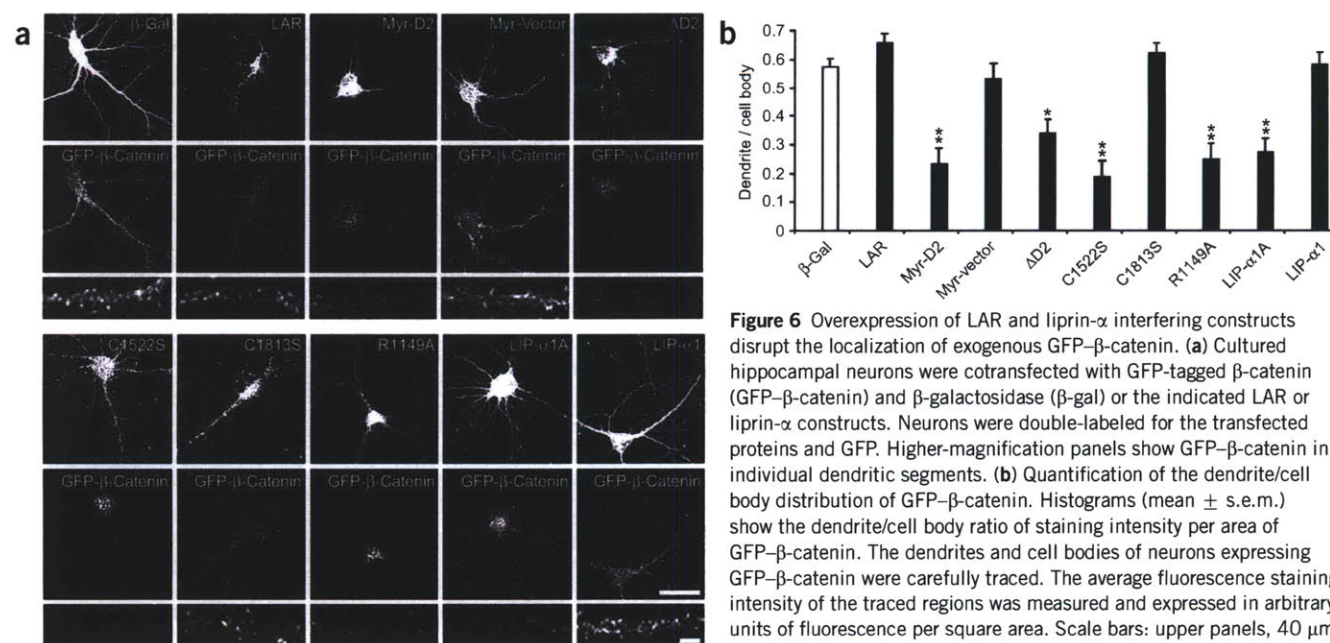 a
β-Gal LAR Myr-D2 Myr-Vector ΔD2
GFP-β-Catenin GFP-β-Catenin GFP-β-Catenin GFP-β-Catenin GFP-β-Catenin
C1522S C1813S R1149A LIP-α1A LIP-α1
GFP-β-Catenin GFP-β-Catenin GFP-β-Catenin GFP-β-Catenin GFP-β-Catenin
b
Dendrite / cell body
0.7
0.6
0.5
0.4
0.3
0.2
0.1
0
** * ** ** **
β-Gal LAR Myr-D2 Myr-vector ΔD2 C1522S C1813S R1149A LIP-α1A LIP-α1
Figure 6 Overexpression of LAR and liprin-α interfering constructs
disrupt the localization of exogenous GFP–β-catenin. (a) Cultured
hippocampal neurons were cotransfected with GFP-tagged β-catenin
(GFP–β-catenin) and β-galactosidase (β-gal) or the indicated LAR or
liprin-α constructs. Neurons were double-labeled for the transfected
proteins and GFP. Higher-magnification panels show GFP–β-catenin in
individual dendritic segments. (b) Quantification of the dendrite/cell
body distribution of GFP–β-catenin. Histograms (mean ± s.e.m.)
show the dendrite/cell body ratio of staining intensity per area of
GFP–β-catenin. The dendrites and cell bodies of neurons expressing
GFP–β-catenin were carefully traced. The average fluorescence staining
intensity of the traced regions was measured and expressed in arbitrary
units of fluorescence per square area. Scale bars: upper panels, 40 μm